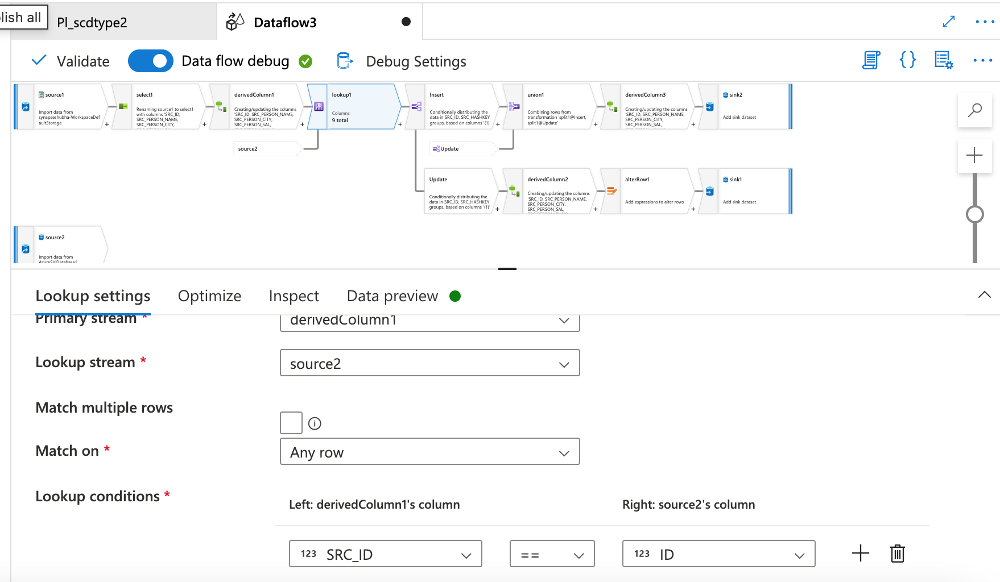 lish all
Pl_scdtype2
Dataflow3
Validate
Data flow debug
Debug Settings
source1
Import data from
synapseshubha-WorkspaceDef
aultStorage
select1
Renaming source1 to select1
with columns 'SRC_ID,
SRC_PERSON_NAME,
SRC_PERSON_CITY,
derivedColumn1
Creating/updating the columns
'SRC_ID, SRC_PERSON_NAME,
SRC_PERSON_CITY,
SRC_PERSON_SAL,
lookup1
Columns:
9 total
Insert
Conditionally distributing the
data in SRC_ID, SRC_HASHKEY
groups, based on columns '{1}'
union1
Combining rows from
transformation 'split1@Insert,
split1@Update'
derivedColumn3
Creating/updating the columns
'SRC_ID, SRC_PERSON_NAME,
SRC_PERSON_CITY,
SRC_PERSON_SAL,
sink2
Add sink dataset
source2
Update
Update
Conditionally distributing the
data in SRC_ID, SRC_HASHKEY
groups, based on columns '{1}'
derivedColumn2
Creating/updating the columns
'SRC_ID, SRC_PERSON_NAME,
SRC_PERSON_CITY,
SRC_PERSON_SAL,
alterRow1
Add expressions to alter rows
sink1
Add sink dataset
source2
Import data from
AzureSqlDatabase1
Lookup settings
Optimize
Inspect
Data preview
Primary stream *
derivedColumn1
Lookup stream *
source2
Match multiple rows
Match on *
Any row
Lookup conditions *
Left: derivedColumn1's column
Right: source2's column
123 SRC_ID
==
123 ID